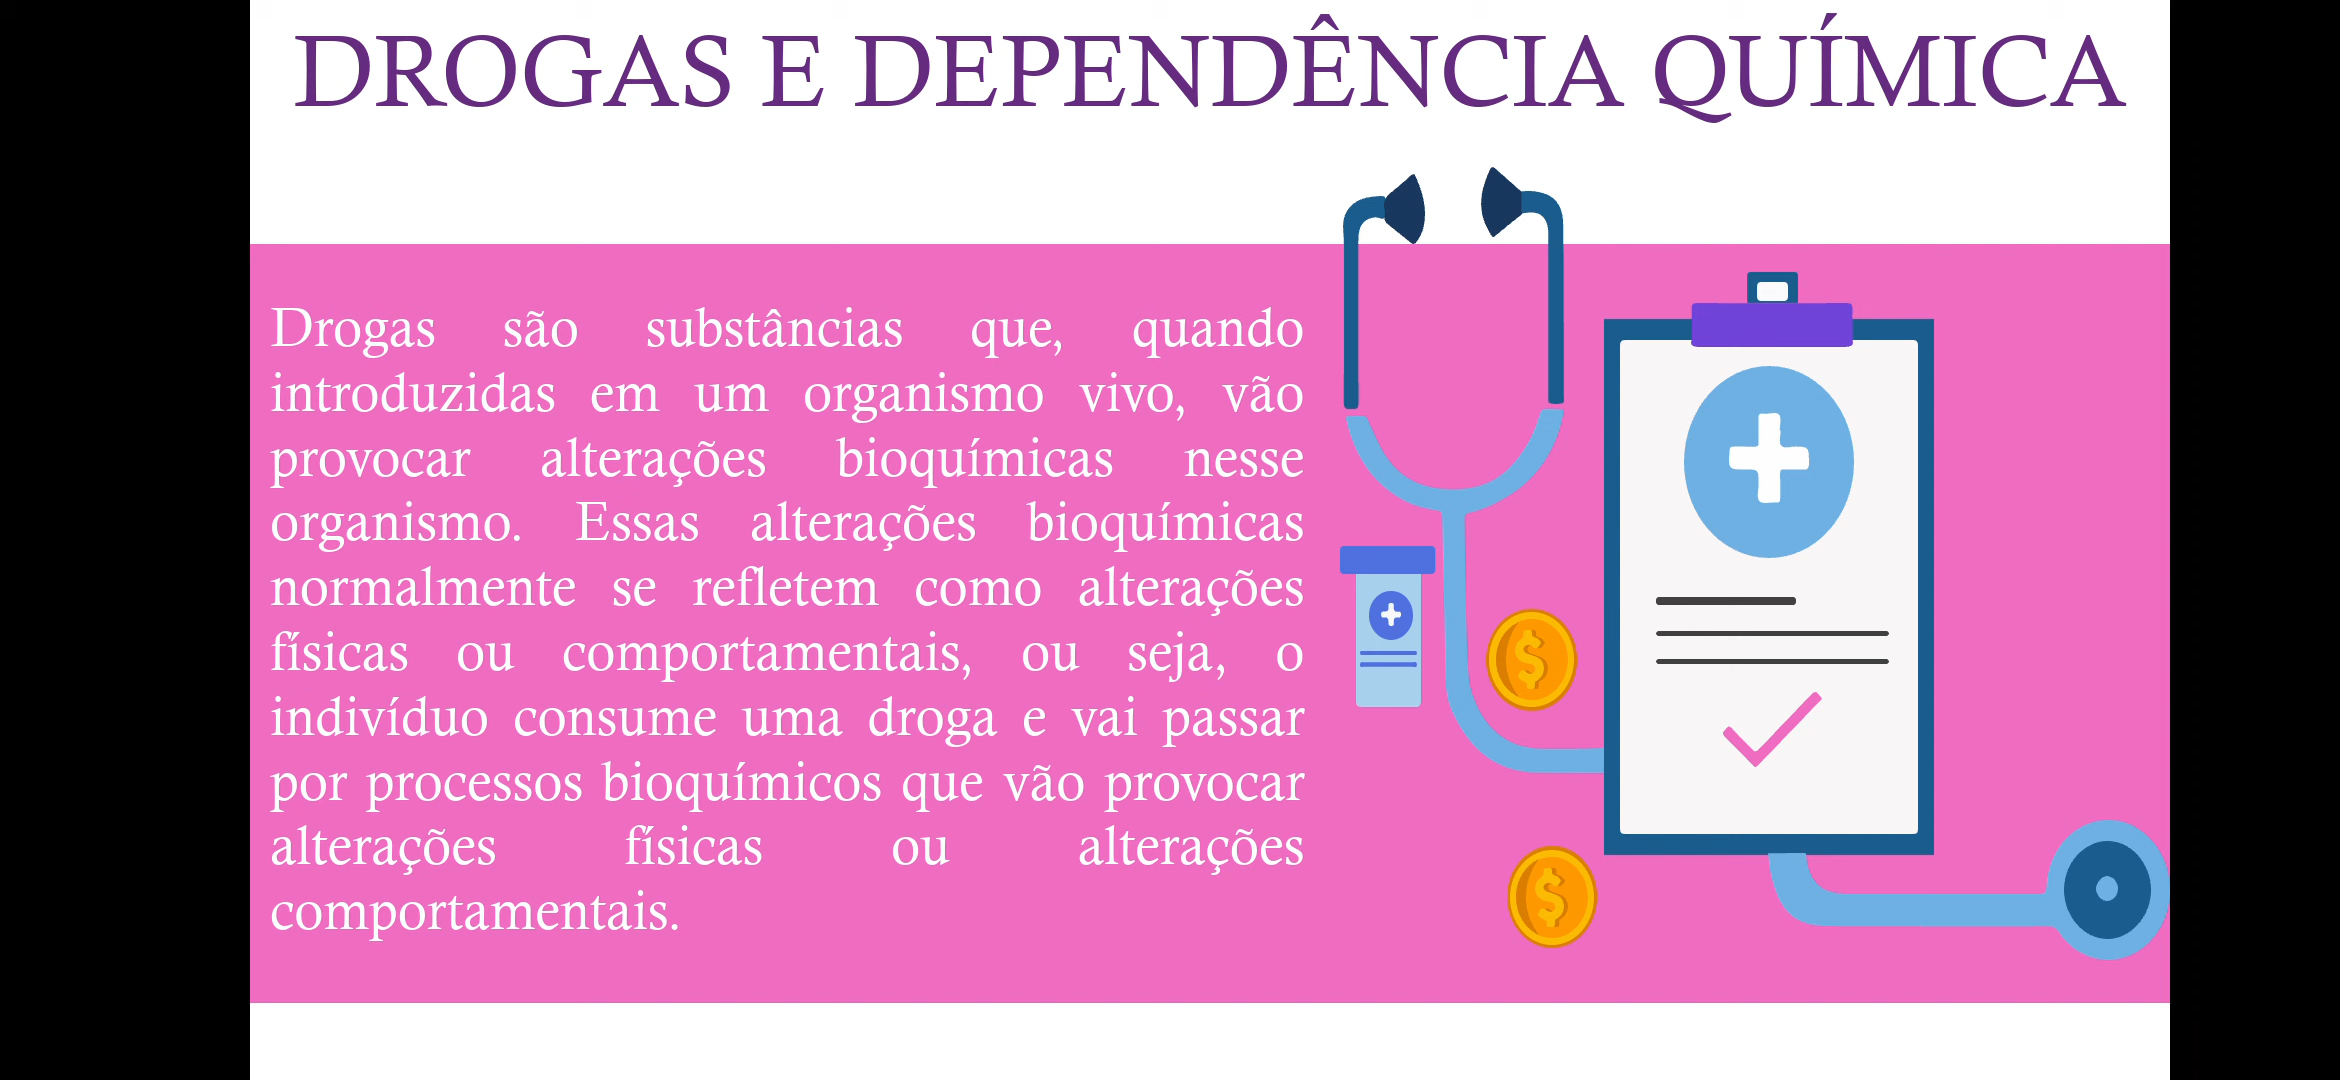 DROGAS E DEPENDÊNCIA QUÍMICA
Drogas são substâncias que, quando
introduzidas em um organismo vivo, vão
provocar alterações bioquímicas nesse
organismo. Essas alterações bioquímicas
normalmente se refletem como alterações
físicas ou comportamentais, ou seja, o
indivíduo consume uma droga e vai passar
por processos bioquímicos que vão provocar
alterações físicas ou alterações
comportamentais.
$
$